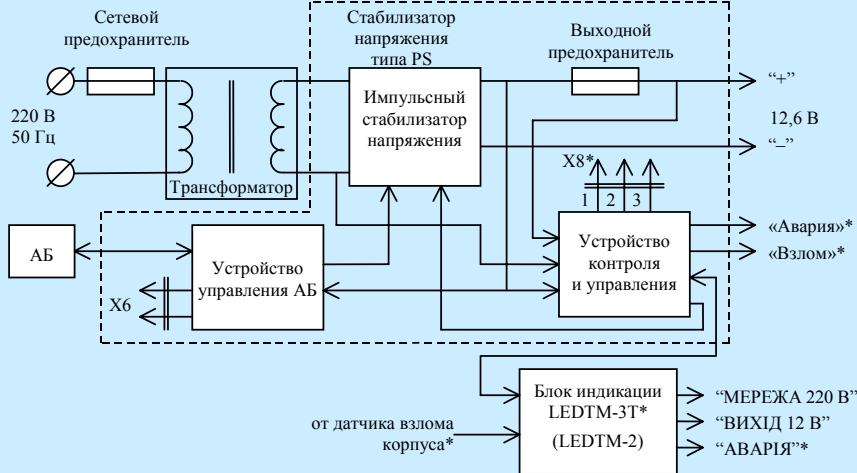 Сетевой
предохранитель
Стабилизатор
напряжения
типа PS
Выходной
предохранитель
220 В
50 Гц
Трансформатор
Импульсный
стабилизатор
напряжения
“+”
12,6 В
“–”
X8*
1 2 3
АБ
X6
Устройство
управления АБ
Устройство
контроля
и управления
«Авария»*
«Взлом»*
от датчика взлома
корпуса*
Блок индикации
LEDTM-3T*
(LEDTM-2)
“МЕРЕЖА 220 В”
“ВИХІД 12 В”
“АВАРІЯ”*